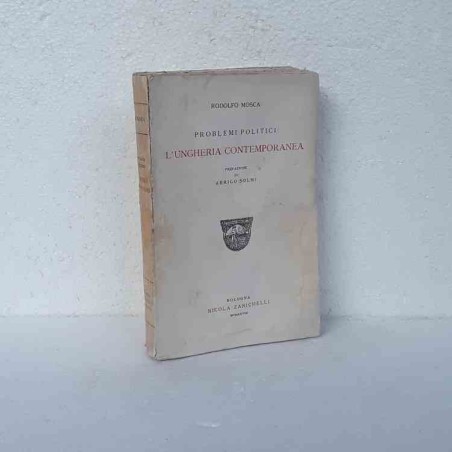 RODOLFO MOSCA
PROBLEMI POLITICI
L'UNGHERIA CONTEMPORANEA
PREFAZIONE
DI
ARRIGO SOLMI
BOLOGNA
NICOLA ZANICHELLI